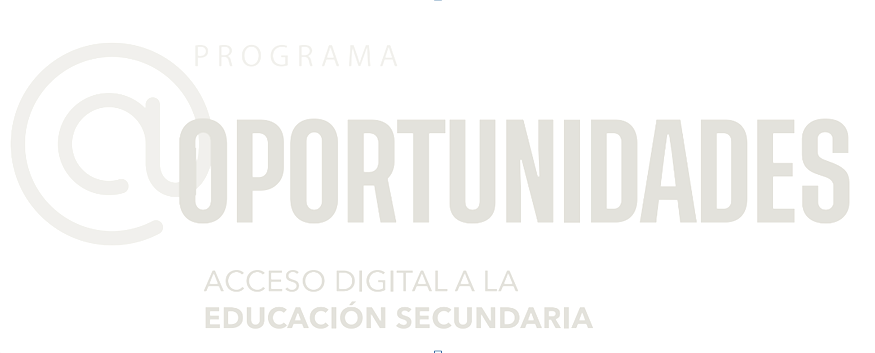 PROGRAMA
@OPORTUNIDADES
ACCESO DIGITAL A LA
EDUCACIÓN SECUNDARIA